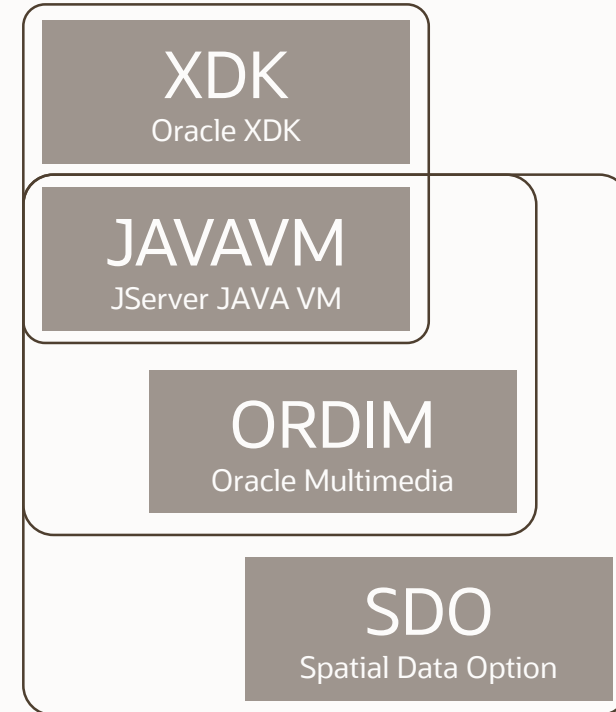 XDK
Oracle XDK
JAVAVM
JServer JAVA VM
ORDIM
Oracle Multimedia
SDO
Spatial Data Option